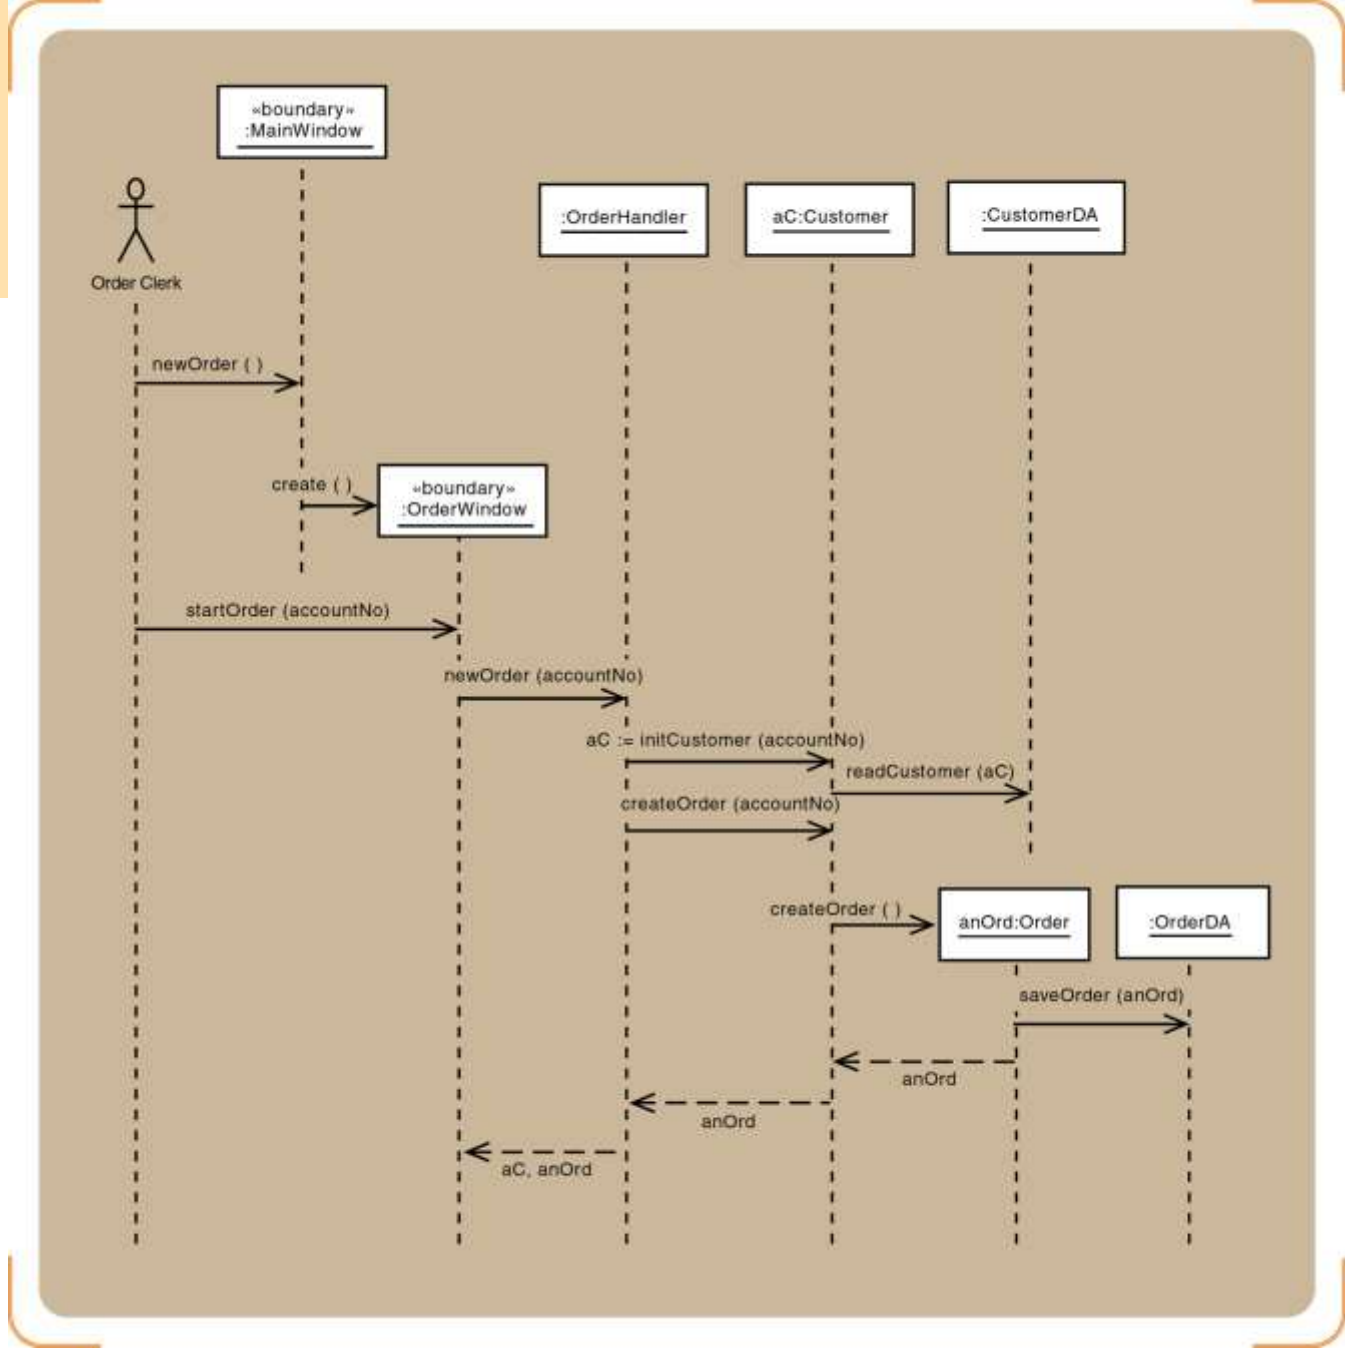 «boundary»
:MainWindow
Order Clerk
:OrderHandler
aC:Customer
:CustomerDA
newOrder ( )
create ( )
«boundary»
:OrderWindow
startOrder (accountNo)
newOrder (accountNo)
aC := initCustomer (accountNo)
readCustomer (aC)
createOrder (accountNo)
createOrder ( )
anOrd:Order
:OrderDA
saveOrder (anOrd)
anOrd
anOrd
aC, anOrd